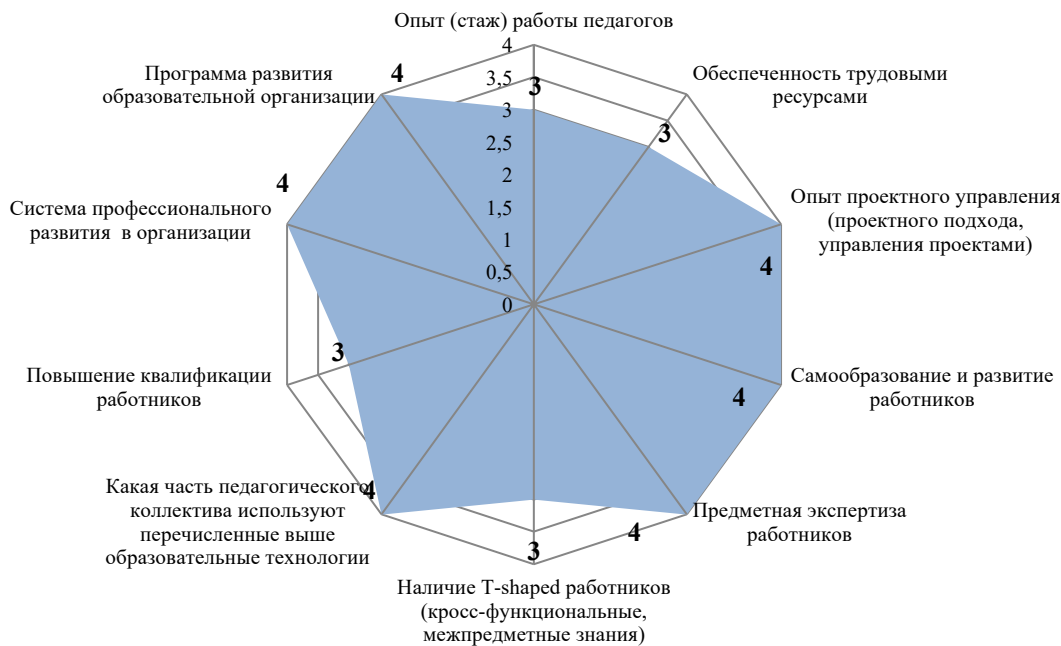 Опыт (стаж) работы педагогов
4
3,5
3
2,5
2
1,5
1
0,5
0
3
Обеспеченность трудовыми
ресурсами
3
Опыт проектного управления
(проектного подхода,
управления проектами)
4
Самообразование и развитие
работников
4
Предметная экспертиза
работников
4
Наличие T-shaped работников
(кросс-функциональные,
межпредметные знания)
3
Какая часть педагогического
коллектива используют
перечисленные выше
образовательные технологии
4
Повышение квалификации
работников
3
Система профессионального
развития в организации
4
Программа развития
образовательной организации
4